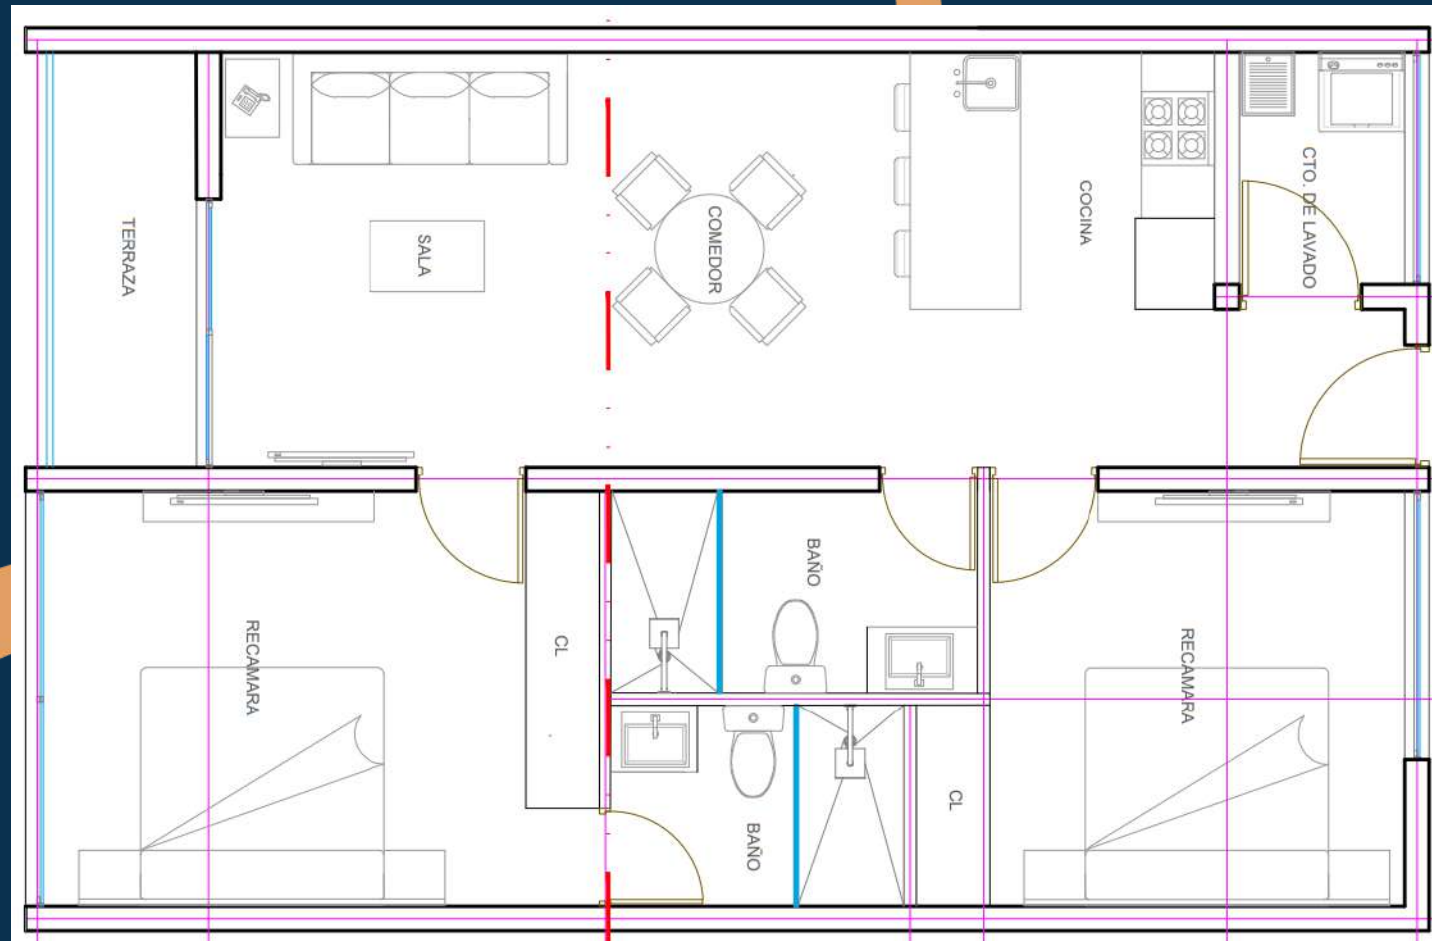 TERRAZA
SALA
COMEDOR
COCINA
CTO. DE LAVADO
RECAMARA
CL
BAÑO
BAÑO
CL
RECAMARA